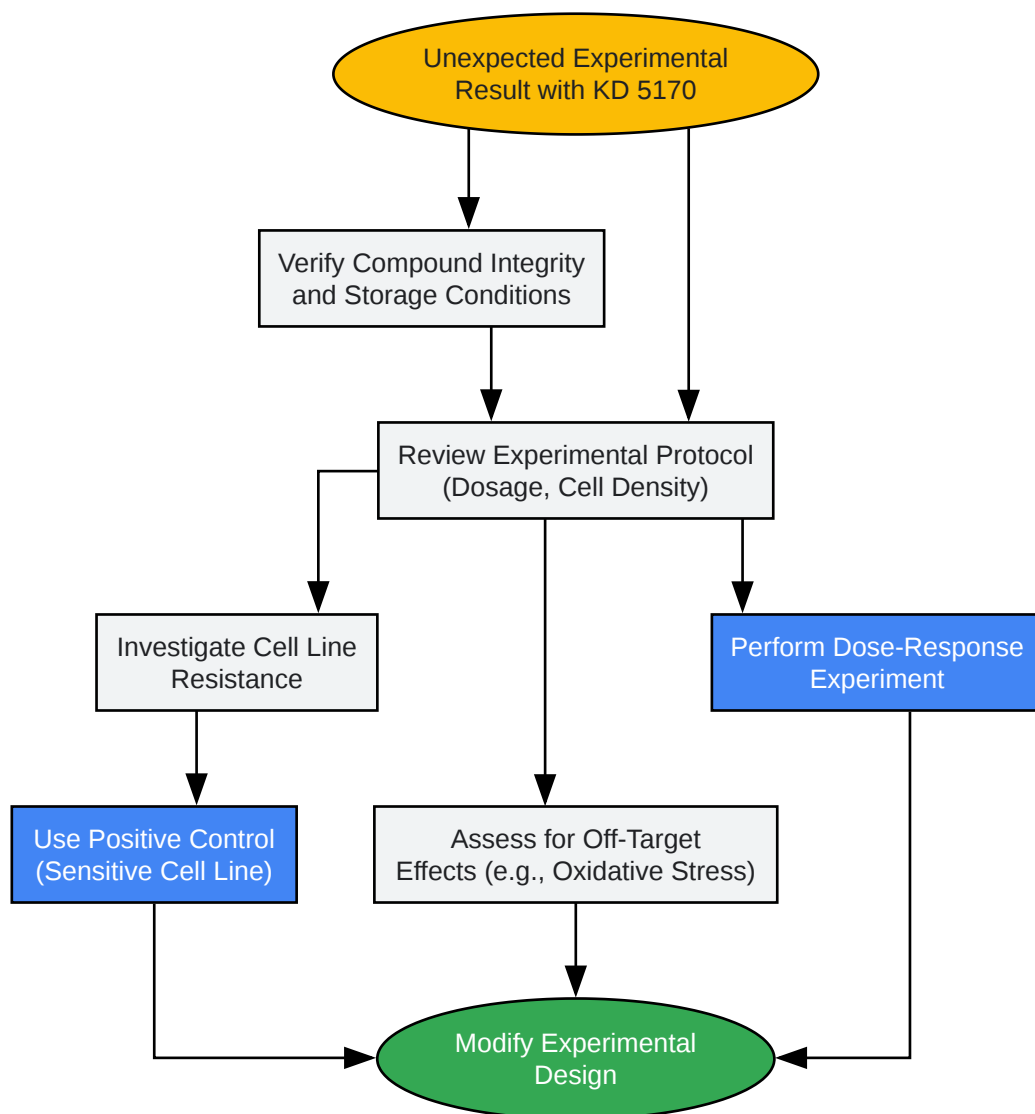 Unexpected Experimental
Result with KD 5170
Verify Compound Integrity
and Storage Conditions
Review Experimental Protocol
(Dosage, Cell Density)
Investigate Cell Line
Resistance
Perform Dose-Response
Experiment
Use Positive Control
(Sensitive Cell Line)
Assess for Off-Target
Effects (e.g., Oxidative Stress)
Modify Experimental
Design